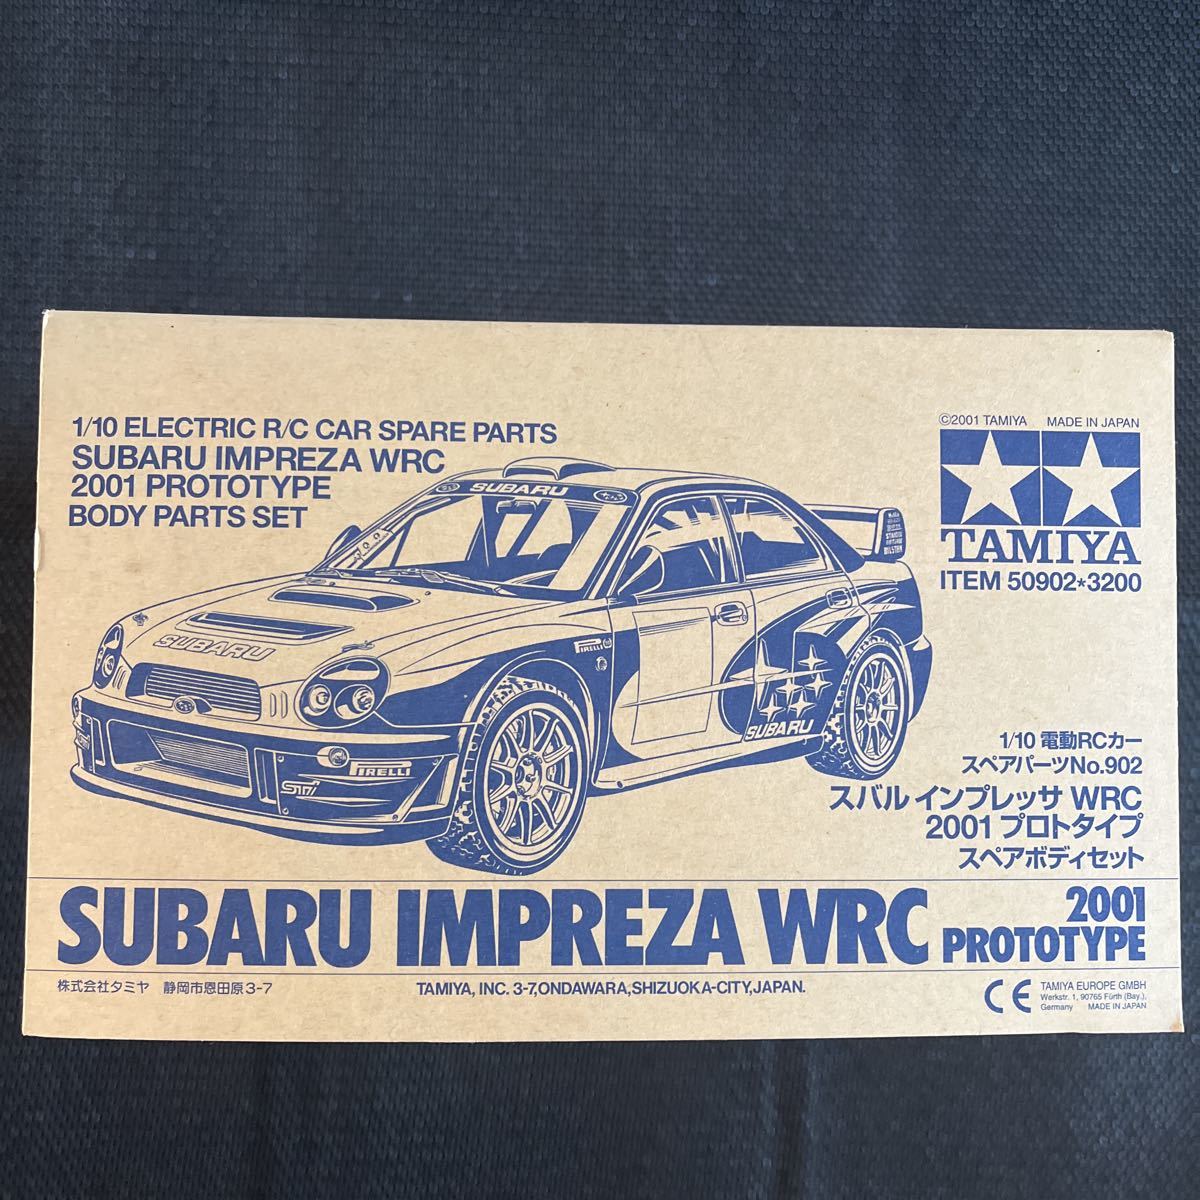 1/10 ELECTRIC R/C CAR SPARE PARTS
SUBARU IMPREZA WRC
2001 PROTOTYPE
BODY PARTS SET
©2001 TAMIYA MADE IN JAPAN
TAMIYA
ITEM 50902*3200
SUBARU
SUBARU
PIRELLI
PIRELLI
STi
SUBARU
BILSTEIN
1/10 電動RCカー
スペアパーツNo.902
スバル インプレッサ WRC
2001 プロトタイプ
スペアボディセット
SUBARU IMPREZA WRC 2001 PROTOTYPE
株式会社タミヤ 静岡市恩田原3-7
TAMIYA, INC. 3-7,ONDAWARA,SHIZUOKA-CITY,JAPAN.
CE
TAMIYA EUROPE GMBH
Werkstr. 1, 90765 Fürth (Bay.),
Germany MADE IN JAPAN